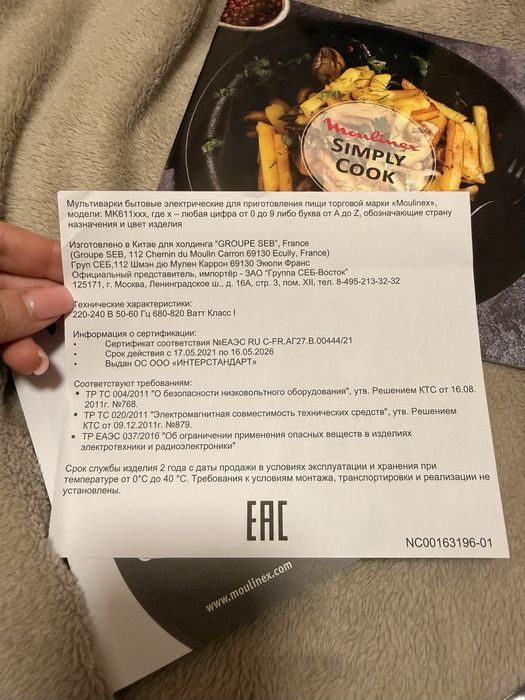 Moulinex
SIMPLY
COOK
Мультиварки бытовые электрические для приготовления пищи торговой марки «Moulinex»,
модели: MK611xxx, где x – любая цифра от 0 до 9 либо буква от A до Z, обозначающие страну
назначения и цвет изделия
Изготовлено в Китае для холдинга "GROUPE SEB", France
(Groupe SEB, 112 Chemin du Moulin Carron 69130 Ecully, France)
Груп СЕБ,112 Шмэн дю Мулен Каррон 69130 Экюли Франс
Официальный представитель, импортёр - ЗАО "Группа СЕБ-Восток"
125171, г. Москва, Ленинградское ш., д. 16А, стр. 3, пом. XII, тел. 8-495-213-32-32
Технические характеристики:
220-240 В 50-60 Гц 680-820 Ватт Класс I
Информация о сертификации:
• Сертификат соответствия №ЕАЭС RU C-FR.АГ27.В.00444/21
• Срок действия с 17.05.2021 по 16.05.2026
• Выдан ОС ООО «ИНТЕРСТАНДАРТ»
Соответствуют требованиям:
• ТР ТС 004/2011 "О безопасности низковольтного оборудования", утв. Решением КТС от 16.08.
2011г. №768.
• ТР ТС 020/2011 "Электромагнитная совместимость технических средств", утв. Решением
КТС от 09.12.2011г. №879.
• ТР ЕАЭС 037/2016 "Об ограничении применения опасных веществ в изделиях
электротехники и радиоэлектроники"
Срок службы изделия 2 года с даты продажи в условиях эксплуатации и хранения при
температуре от 0°C до 40 °C. Требования к условиям монтажа, транспортировки и реализации не
установлены.
EAC
NC00163196-01
www.moulinex.com